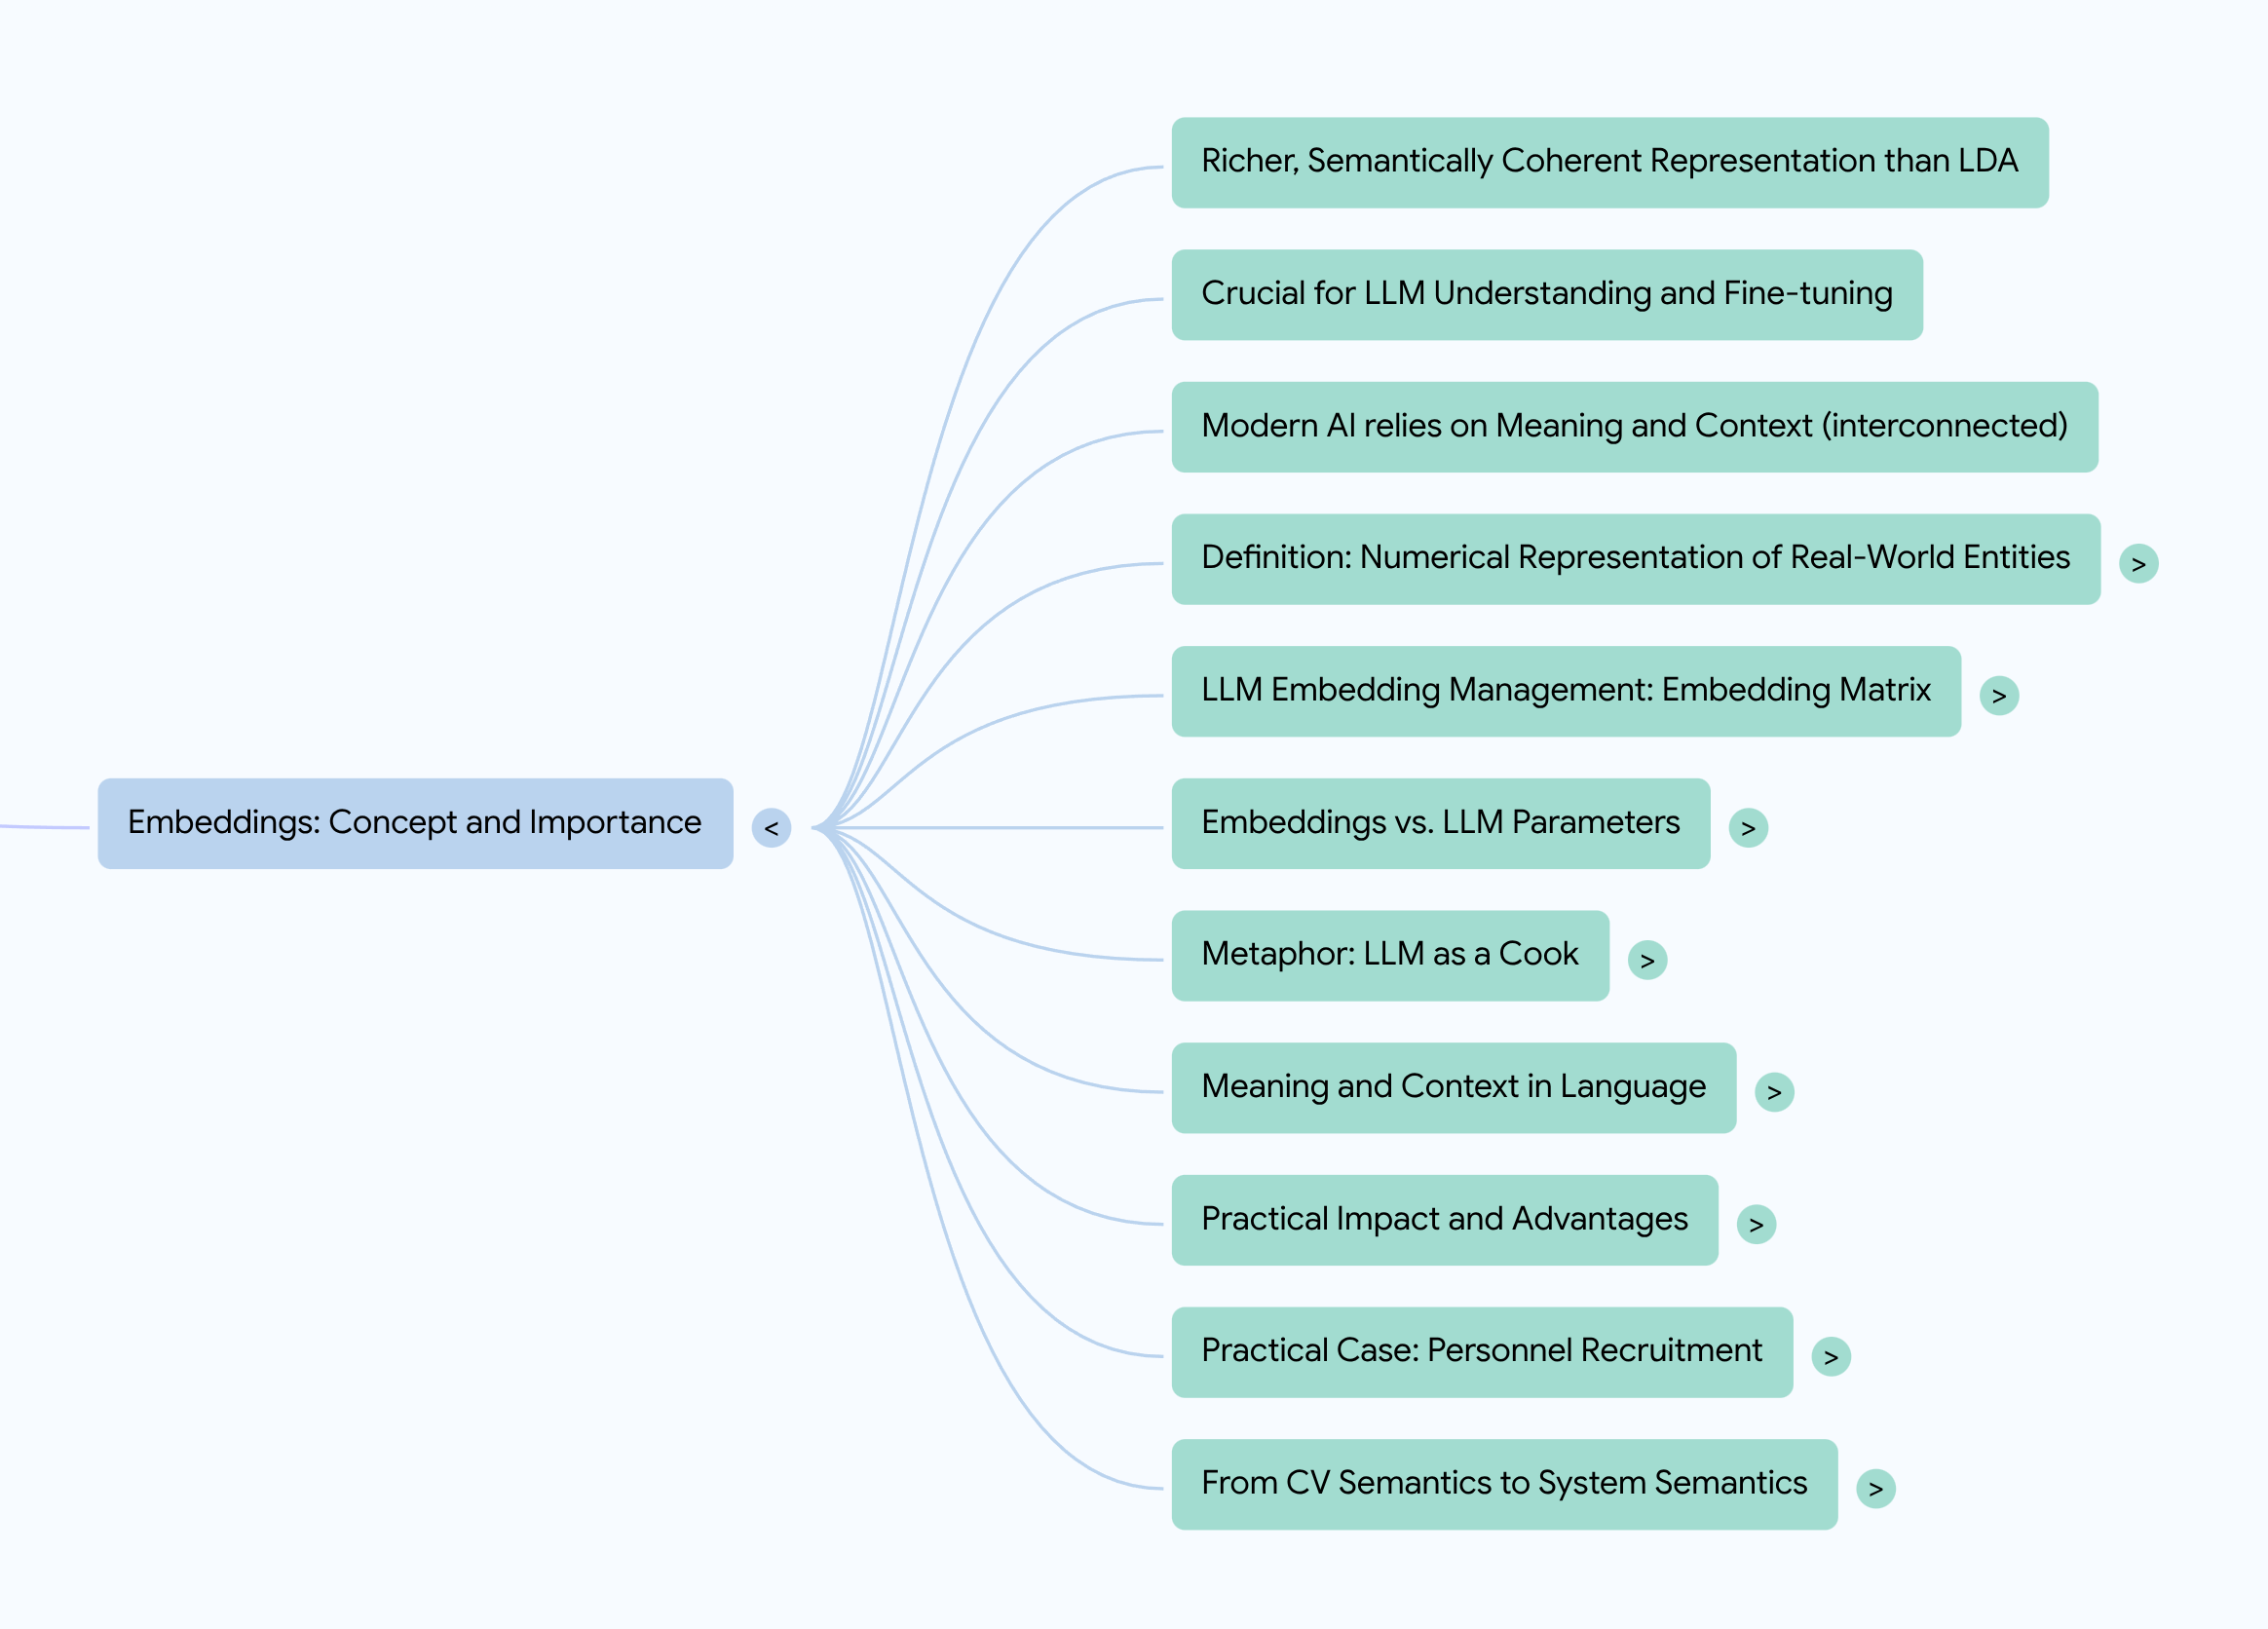 Richer, Semantically Coherent Representation than LDA
Crucial for LLM Understanding and Fine-tuning
Modern AI relies on Meaning and Context (interconnected)
Definition: Numerical Representation of Real-World Entities
>
LLM Embedding Management: Embedding Matrix
>
Embeddings: Concept and Importance
<
Embeddings vs. LLM Parameters
>
Metaphor: LLM as a Cook
>
Meaning and Context in Language
>
Practical Impact and Advantages
>
Practical Case: Personnel Recruitment
>
From CV Semantics to System Semantics
>